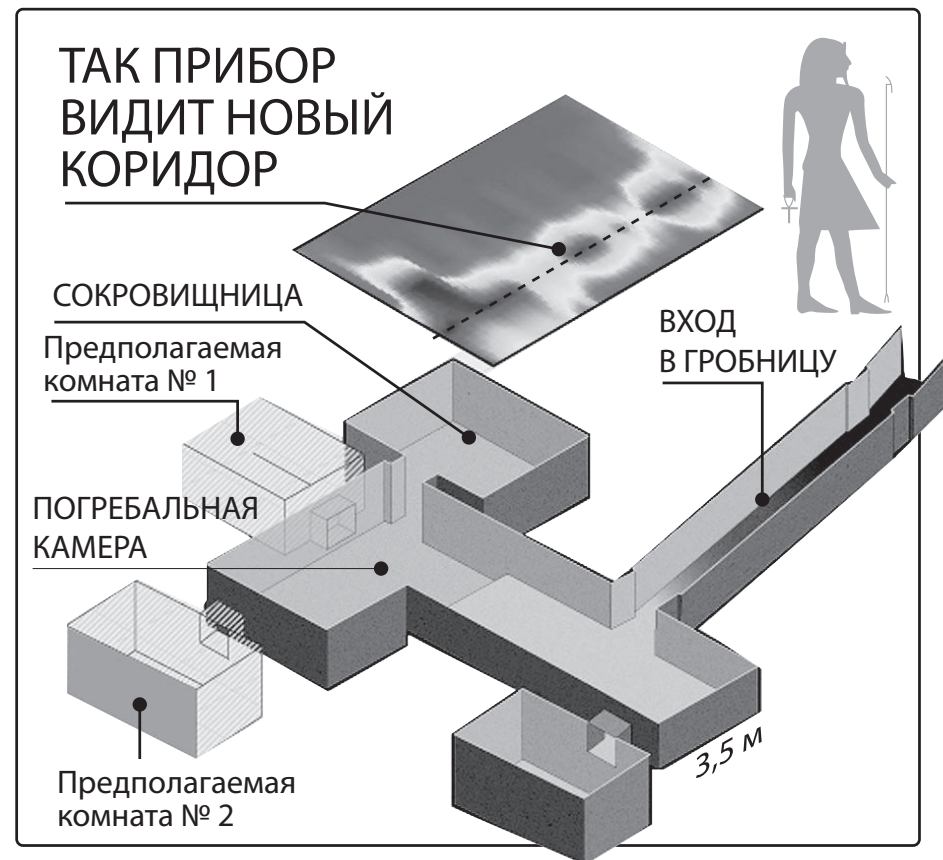 ТАК ПРИБОР
ВИДИТ НОВЫЙ
КОРИДОР
СОКРОВИЩНИЦА
Предполагаемая
комната № 1
ВХОД
В ГРОБНИЦУ
ПОГРЕБАЛЬНАЯ
КАМЕРА
3,5 м
Предполагаемая
комната № 2